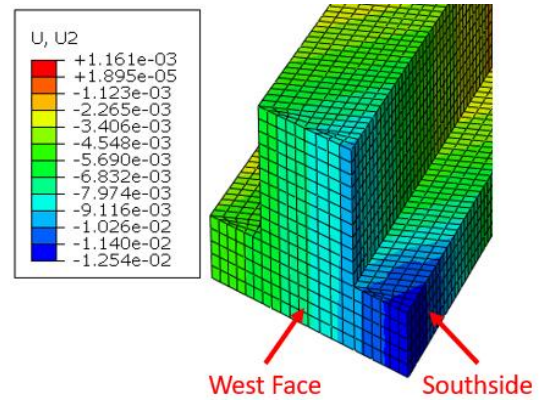 U, U2
+1.161e-03
+1.895e-05
-1.123e-03
-2.265e-03
-3.406e-03
-4.548e-03
-5.690e-03
-6.832e-03
-7.974e-03
-9.116e-03
-1.026e-02
-1.140e-02
-1.254e-02
West Face
Southside